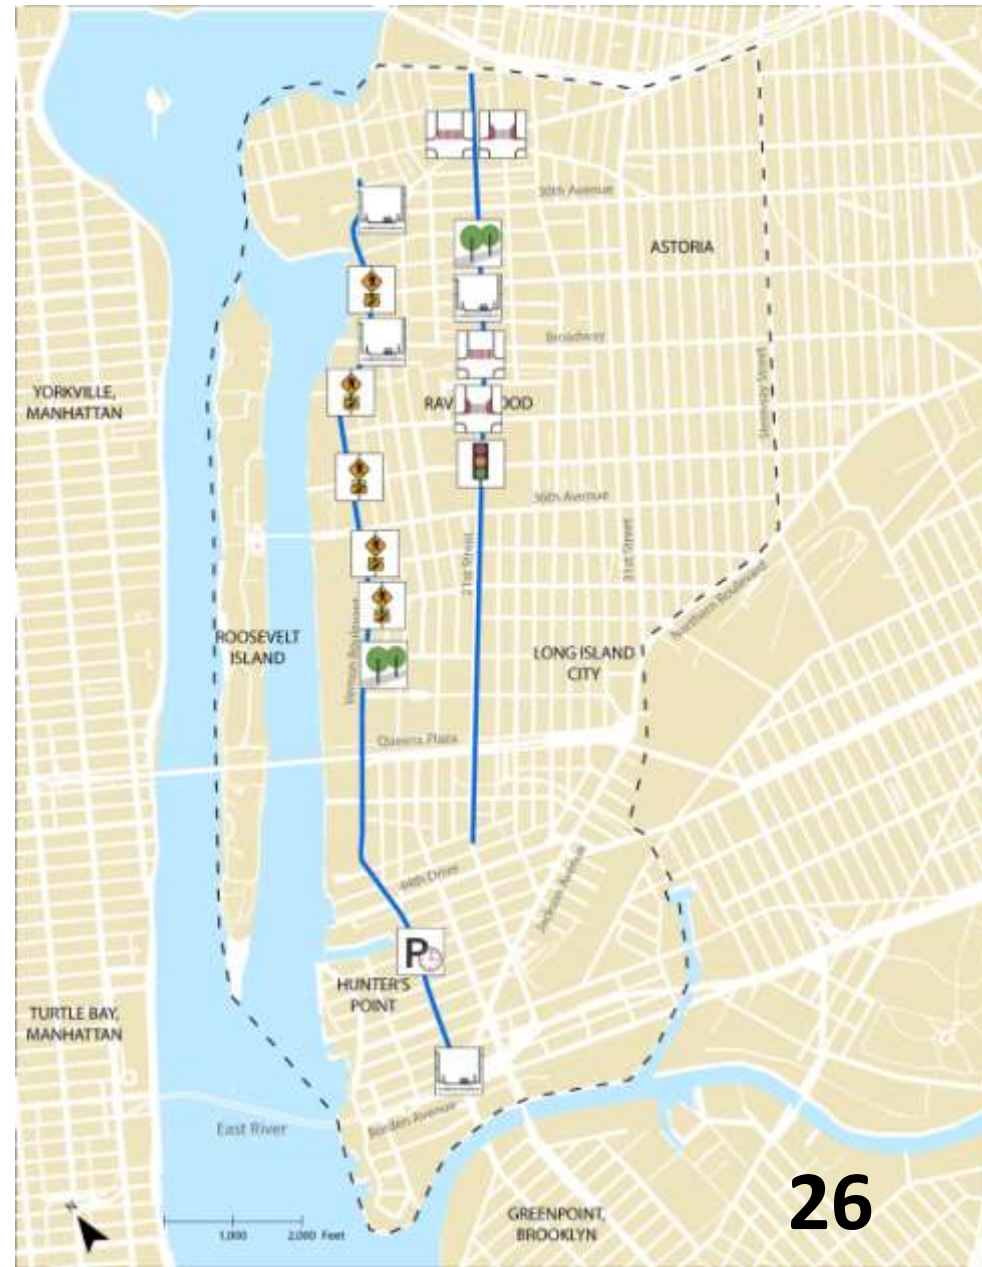 30th Avenue
ASTORIA
Broadway
YORKVILLE,
MANHATTAN
Steinway Street
36th Avenue
21st Street
31st Street
Northern Boulevard
ROOSEVELT
ISLAND
Vernon Boulevard
LONG ISLAND
CITY
Queens Plaza
44th Drive
Jackson Avenue
P
HUNTER'S
POINT
TURTLE BAY,
MANHATTAN
East River
Borden Avenue
N
1,000 2,000 Feet
GREENPOINT,
BROOKLYN
26